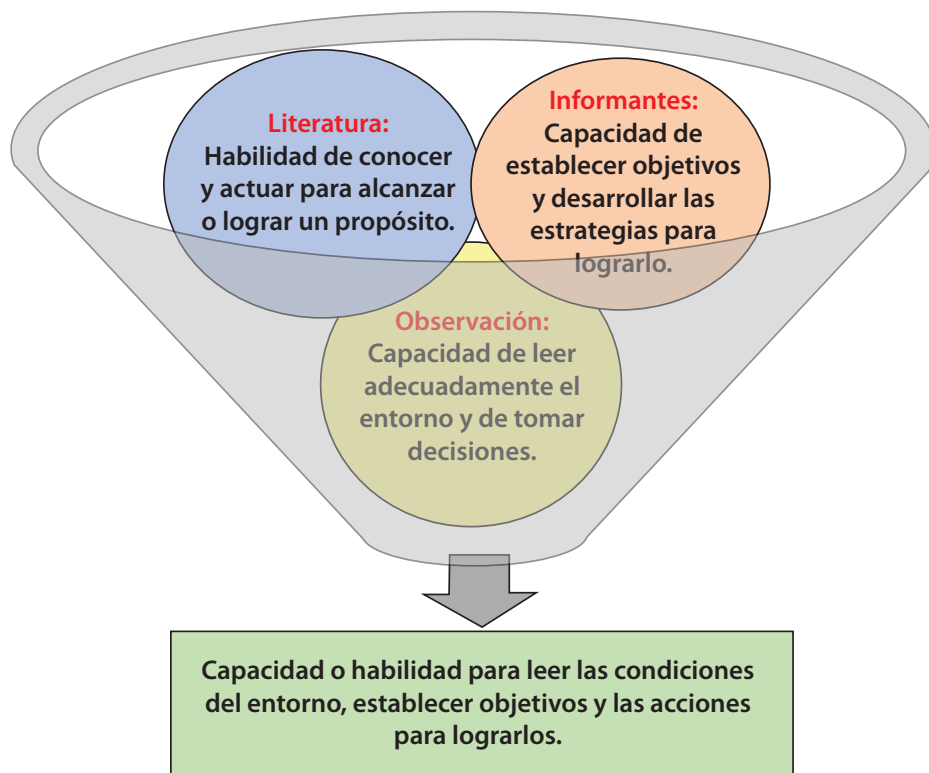 Literatura:
Habilidad de conocer
y actuar para alcanzar
o lograr un propósito.
Informantes:
Capacidad de
establecer objetivos
y desarrollar las
estrategias para
lograrlo.
Observación:
Capacidad de leer
adecuadamente el
entorno y de tomar
decisiones.
Capacidad o habilidad para leer las condiciones
del entorno, establecer objetivos y las acciones
para lograrlos.